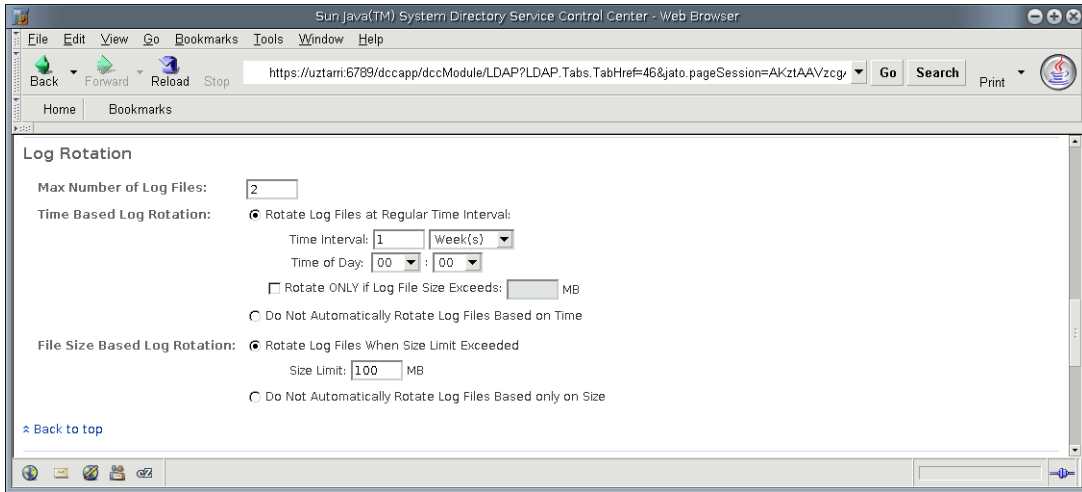 Sun Java(TM) System Directory Service Control Center - Web Browser
File Edit View Go Bookmarks Tools Window Help
Back Forward Reload Stop https://uztarri:6789/dccapp/dccModule/LDAP?LDAP.Tabs.TabHref=46&jato.pageSession=AKztAAVzcg Go Search Print
Home Bookmarks
Log Rotation
Max Number of Log Files: 2
Time Based Log Rotation: Rotate Log Files at Regular Time Interval:
Time Interval: 1 Week(s)
Time of Day: 00 : 00
Rotate ONLY if Log File Size Exceeds: MB
Do Not Automatically Rotate Log Files Based on Time
File Size Based Log Rotation: Rotate Log Files When Size Limit Exceeded
Size Limit: 100 MB
Do Not Automatically Rotate Log Files Based only on Size
Back to top